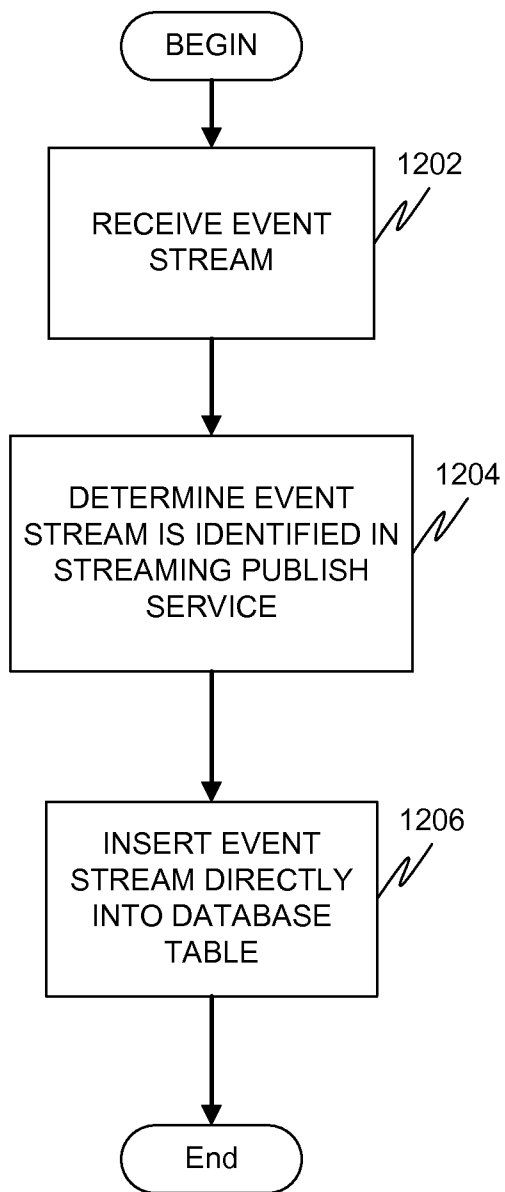 BEGIN
1202
RECEIVE EVENT
STREAM
1204
DETERMINE EVENT
STREAM IS IDENTIFIED IN
STREAMING PUBLISH
SERVICE
1206
INSERT EVENT
STREAM DIRECTLY
INTO DATABASE
TABLE
End